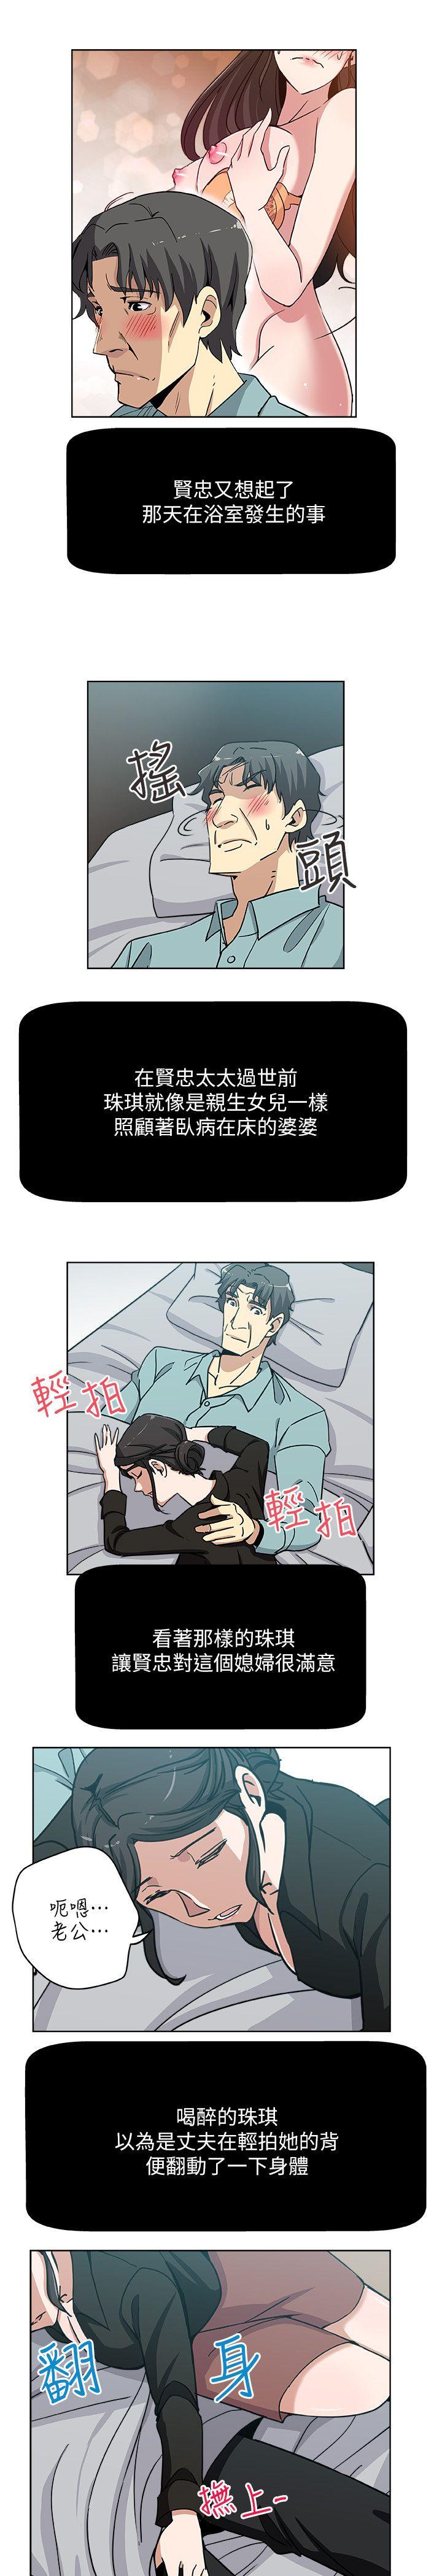 賢忠又想起了
那天在浴室發生的事
搖
頭
在賢忠太太過世前
珠琪就像是親生女兒一樣
照顧著臥病在床的婆婆
輕拍
輕拍
看著那樣的珠琪
讓賢忠對這個媳婦很滿意
呃嗯⋯
老公⋯
喝醉的珠琪
以為是丈夫在輕拍她的背
便翻動了一下身體
翻身
撫上-